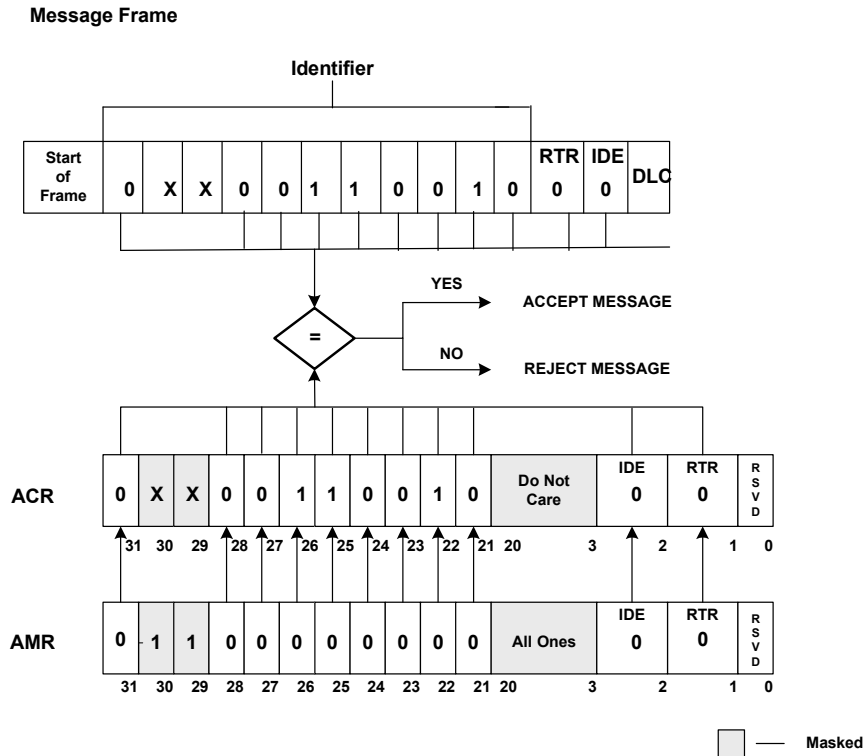 Message Frame
Identifier
Start of Frame 0 X X 0 0 1 1 0 0 1 0 RTR 0 IDE 0 DLC
YES
ACCEPT MESSAGE
=
NO
REJECT MESSAGE
ACR 0 X X 0 0 1 1 0 0 1 0 Do Not Care IDE 0 RTR 0 RSVD
31 30 29 28 27 26 25 24 23 22 21 20 3 2 1 0
AMR 0 1 1 0 0 0 0 0 0 0 0 All Ones IDE 0 RTR 0 RSVD
31 30 29 28 27 26 25 24 23 22 21 20 3 2 1 0
Masked